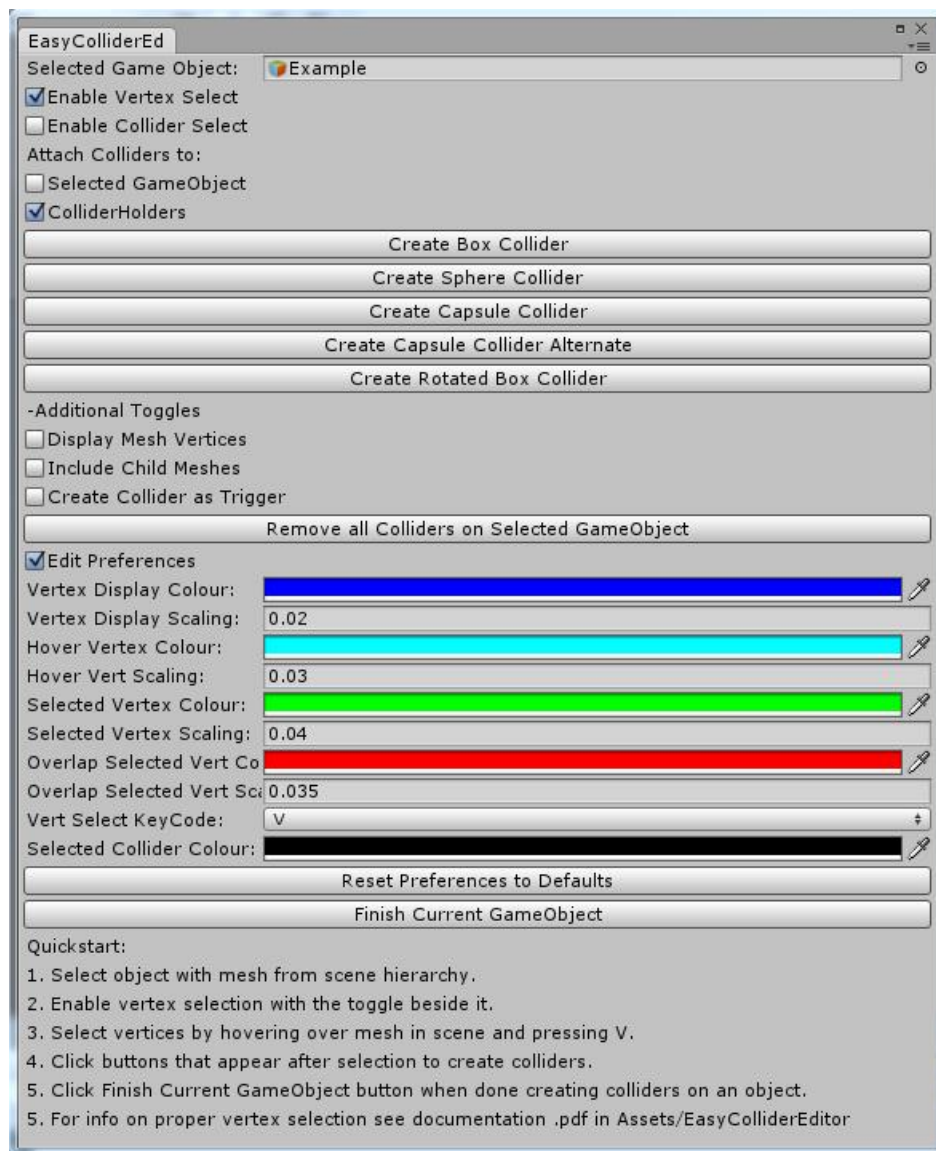 EasyColliderEd
Selected Game Object: Example
Enable Vertex Select
Enable Collider Select
Attach Colliders to:
Selected GameObject
ColliderHolders
Create Box Collider
Create Sphere Collider
Create Capsule Collider
Create Capsule Collider Alternate
Create Rotated Box Collider
-Additional Toggles
Display Mesh Vertices
Include Child Meshes
Create Collider as Trigger
Remove all Colliders on Selected GameObject
Edit Preferences
Vertex Display Colour:
Vertex Display Scaling: 0.02
Hover Vertex Colour:
Hover Vert Scaling: 0.03
Selected Vertex Colour:
Selected Vertex Scaling: 0.04
Overlap Selected Vert Co
Overlap Selected Vert Sca 0.035
Vert Select KeyCode: V
Selected Collider Colour:
Reset Preferences to Defaults
Finish Current GameObject
Quickstart:
1. Select object with mesh from scene hierarchy.
2. Enable vertex selection with the toggle beside it.
3. Select vertices by hovering over mesh in scene and pressing V.
4. Click buttons that appear after selection to create colliders.
5. Click Finish Current GameObject button when done creating colliders on an object.
5. For info on proper vertex selection see documentation .pdf in Assets/EasyColliderEditor